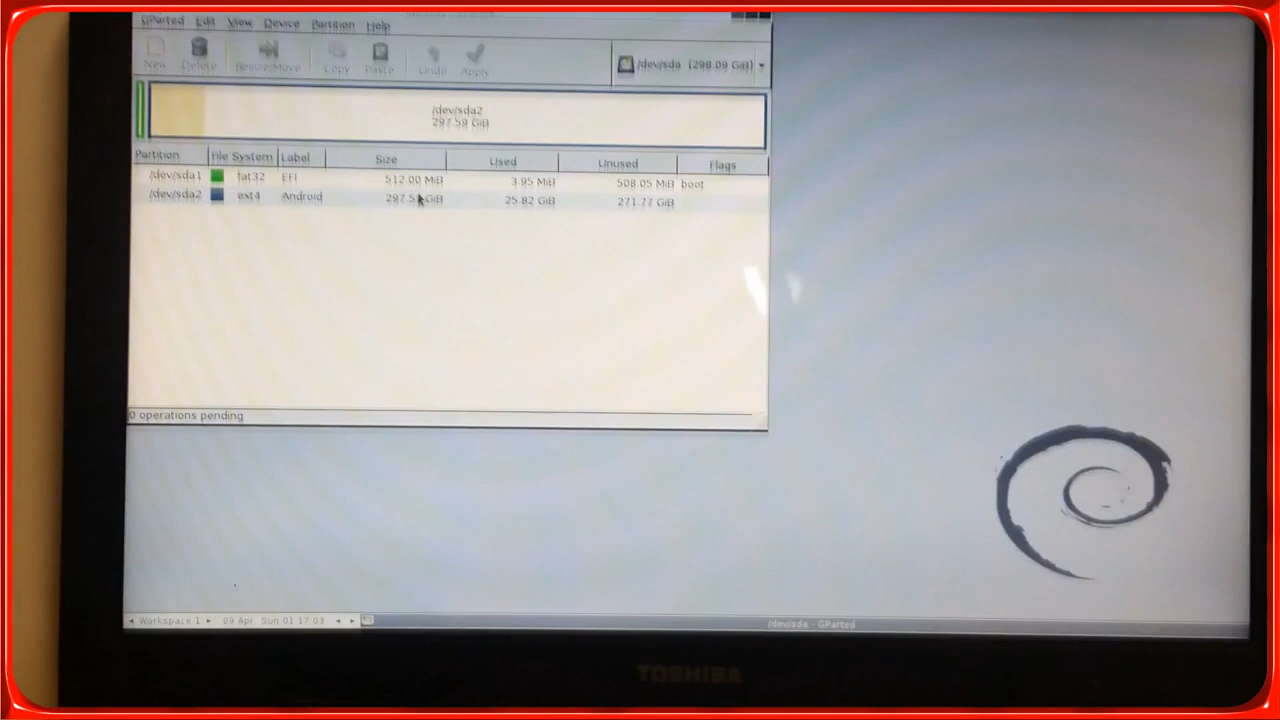 GParted Edit View Device Partition Help
New Delete Resize/Move Copy Paste Undo Apply
/dev/sda (298.09 GiB)
/dev/sda2
297.59 GiB
Partition File System Label Size Used Unused Flags
/dev/sda1 fat32 EFI 512.00 MiB 3.95 MiB 508.05 MiB boot
/dev/sda2 ext4 Android GiB 25.82 GiB 271.77 GiB
0 operations pending
Workspace 1 09 Apr, Sun 01 17:03 /dev/sda - GParted
TOSHIBA